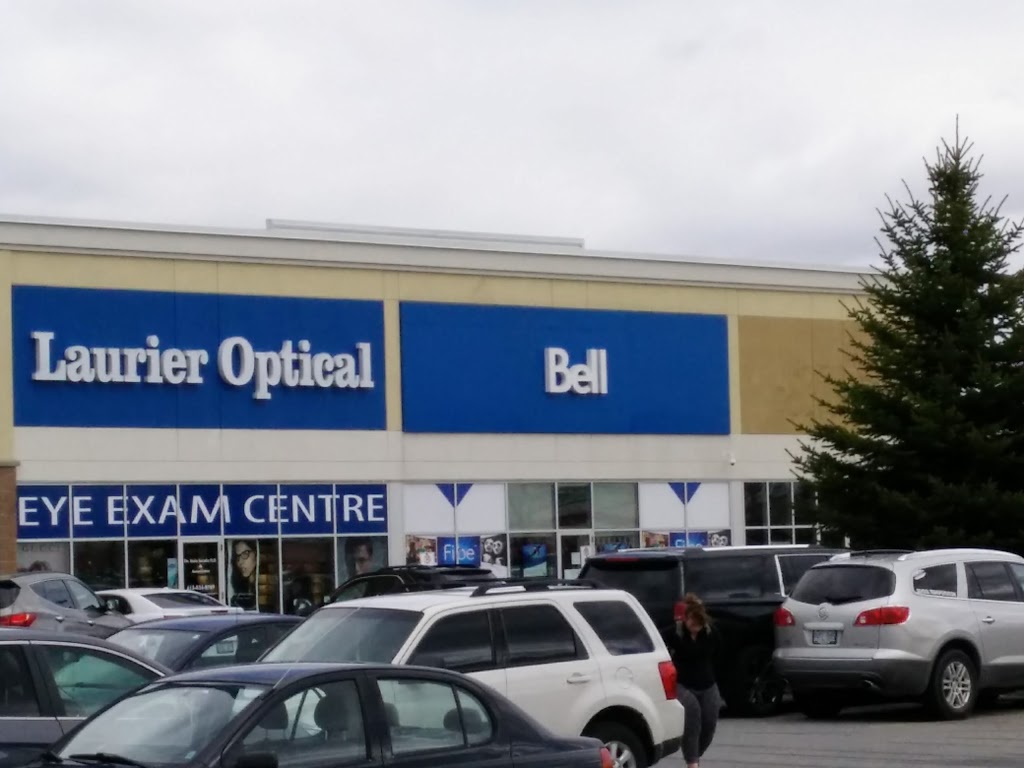 Laurier Optical
Bell
EYE EXAM CENTRE
Fibe